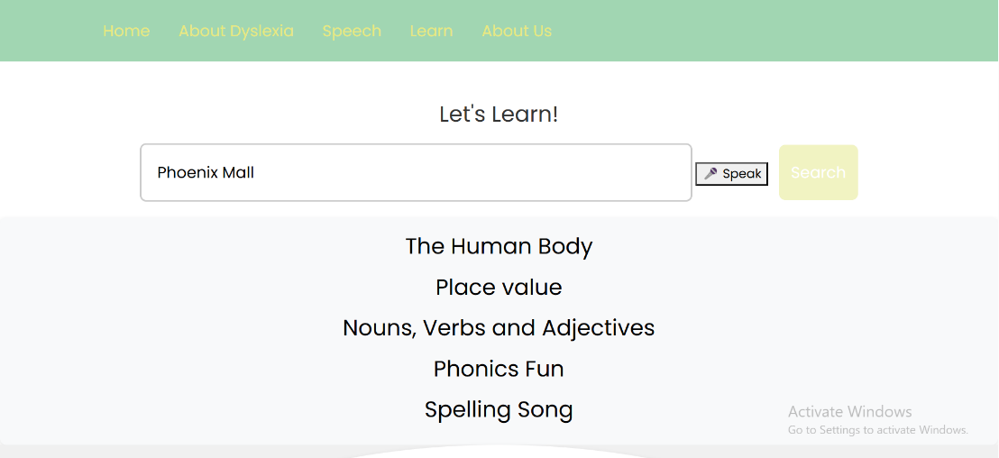 Home About Dyslexia Speech Learn About Us
Let's Learn!
Phoenix Mall
Speak
Search
The Human Body
Place value
Nouns, Verbs and Adjectives
Phonics Fun
Spelling Song
Activate Windows
Go to Settings to activate Windows.